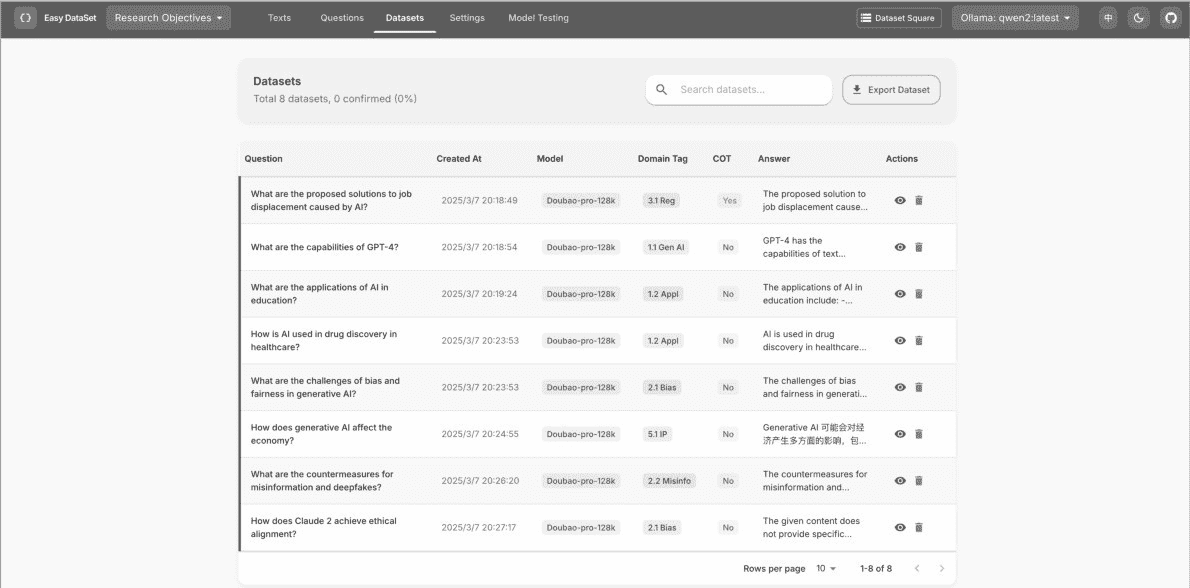 Easy DataSet Research Objectives Texts Questions Datasets Settings Model Testing Dataset Square Ollama: qwen2:latest 中
Datasets
Total 8 datasets, 0 confirmed (0%)
Search datasets...
Export Dataset
Question Created At Model Domain Tag COT Answer Actions
What are the proposed solutions to job
displacement caused by AI?
2025/3/7 20:18:49 Doubao-pro-128k 3.1 Reg Yes
The proposed solution to
job displacement cause...
What are the capabilities of GPT-4?
2025/3/7 20:18:54 Doubao-pro-128k 1.1 Gen AI No
GPT-4 has the
capabilities of text...
What are the applications of AI in
education?
2025/3/7 20:19:24 Doubao-pro-128k 1.2 Appl No
The applications of AI in
education include: -...
How is AI used in drug discovery in
healthcare?
2025/3/7 20:23:53 Doubao-pro-128k 1.2 Appl No
AI is used in drug
discovery in healthcare...
What are the challenges of bias and
fairness in generative AI?
2025/3/7 20:23:53 Doubao-pro-128k 2.1 Bias No
The challenges of bias
and fairness in generati...
How does generative AI affect the
economy?
2025/3/7 20:24:55 Doubao-pro-128k 5.1 IP No
Generative AI 可能会对经
济产生多方面的影响，包...
What are the countermeasures for
misinformation and deepfakes?
2025/3/7 20:26:20 Doubao-pro-128k 2.2 Misinfo No
The countermeasures for
misinformation and...
How does Claude 2 achieve ethical
alignment?
2025/3/7 20:27:17 Doubao-pro-128k 2.1 Bias No
The given content does
not provide specific...
Rows per page 10 1-8 of 8